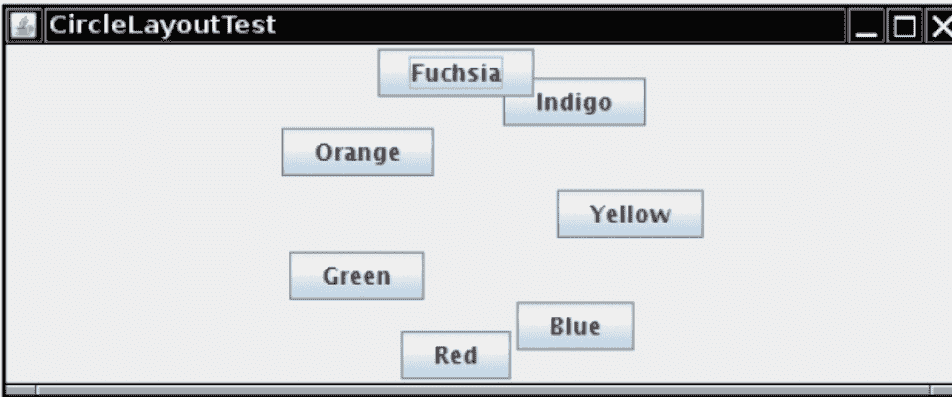 CircleLayoutTest
Fuchsia
Indigo
Orange
Yellow
Green
Blue
Red